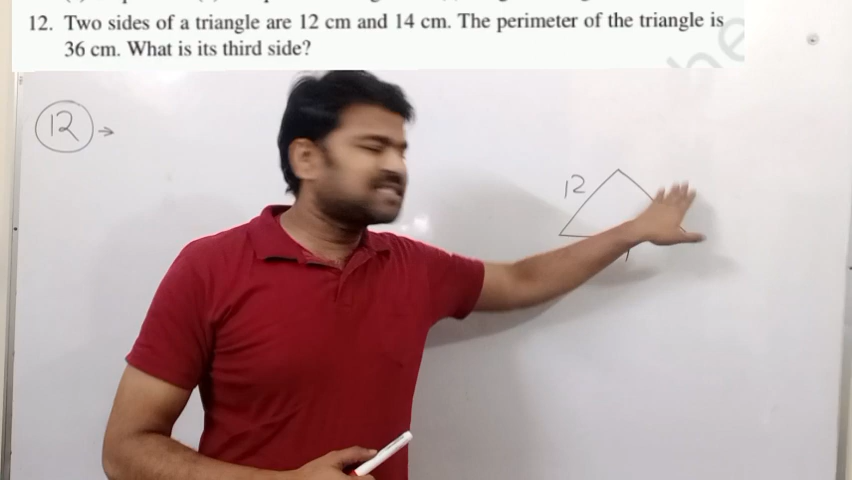 12. Two sides of a triangle are 12 cm and 14 cm. The perimeter of the triangle is
36 cm. What is its third side?
12 →
12